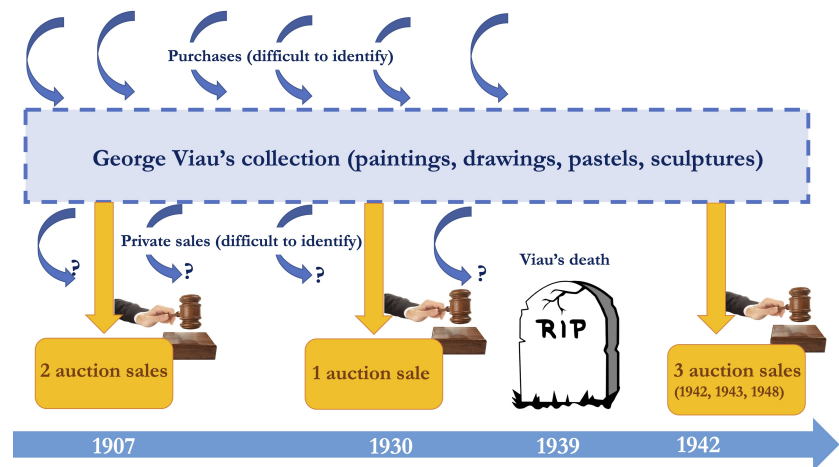 Purchases (difficult to identify)
George Viau's collection (paintings, drawings, pastels, sculptures)
?
?
Private sales (difficult to identify)
?
?
Viau's death
RIP
2 auction sales
1 auction sale
3 auction sales
(1942, 1943, 1948)
1907
1930
1939
1942